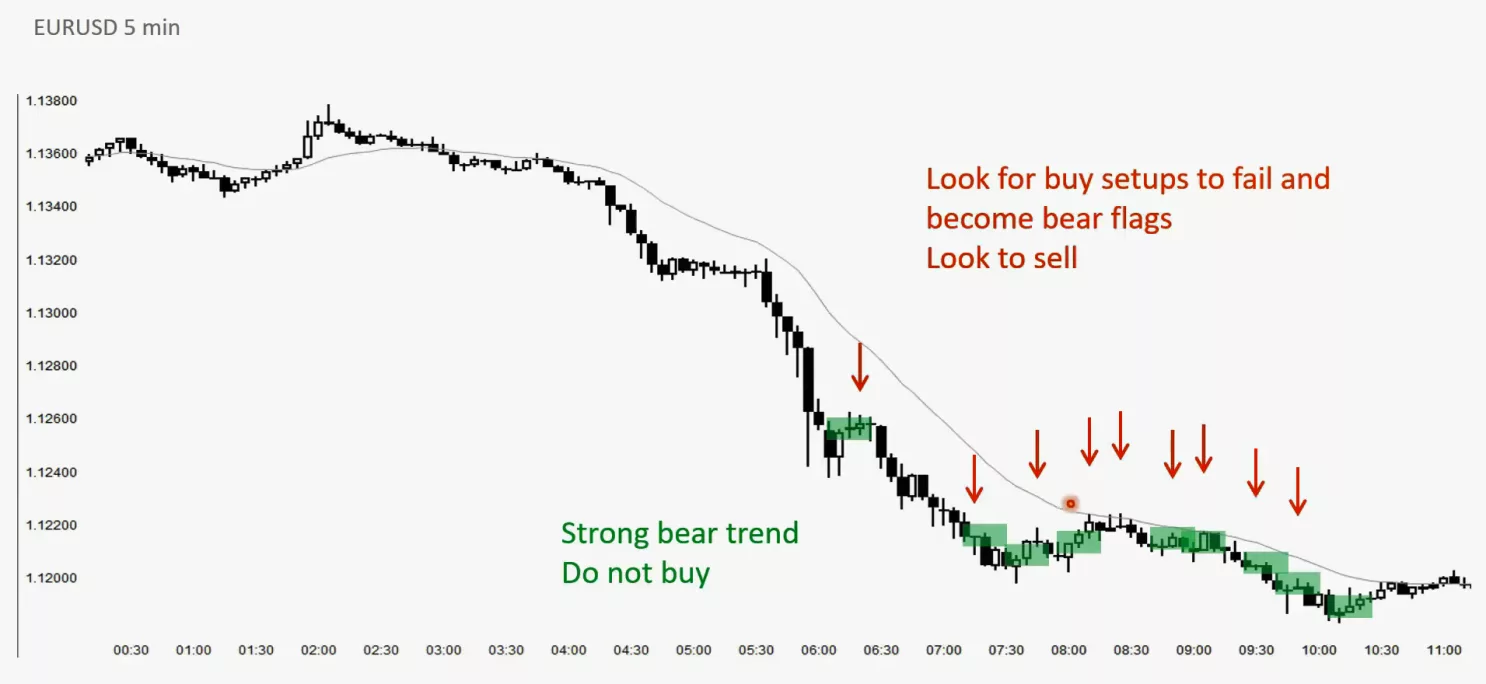 EURUSD 5 min
1.13800
1.13600
1.13400
1.13200
1.13000
1.12800
1.12600
1.12400
1.12200
1.12000
Look for buy setups to fail and
become bear flags
Look to sell
Strong bear trend
Do not buy
00:30 01:00 01:30 02:00 02:30 03:00 03:30 04:00 04:30 05:00 05:30 06:00 06:30 07:00 07:30 08:00 08:30 09:00 09:30 10:00 10:30 11:00